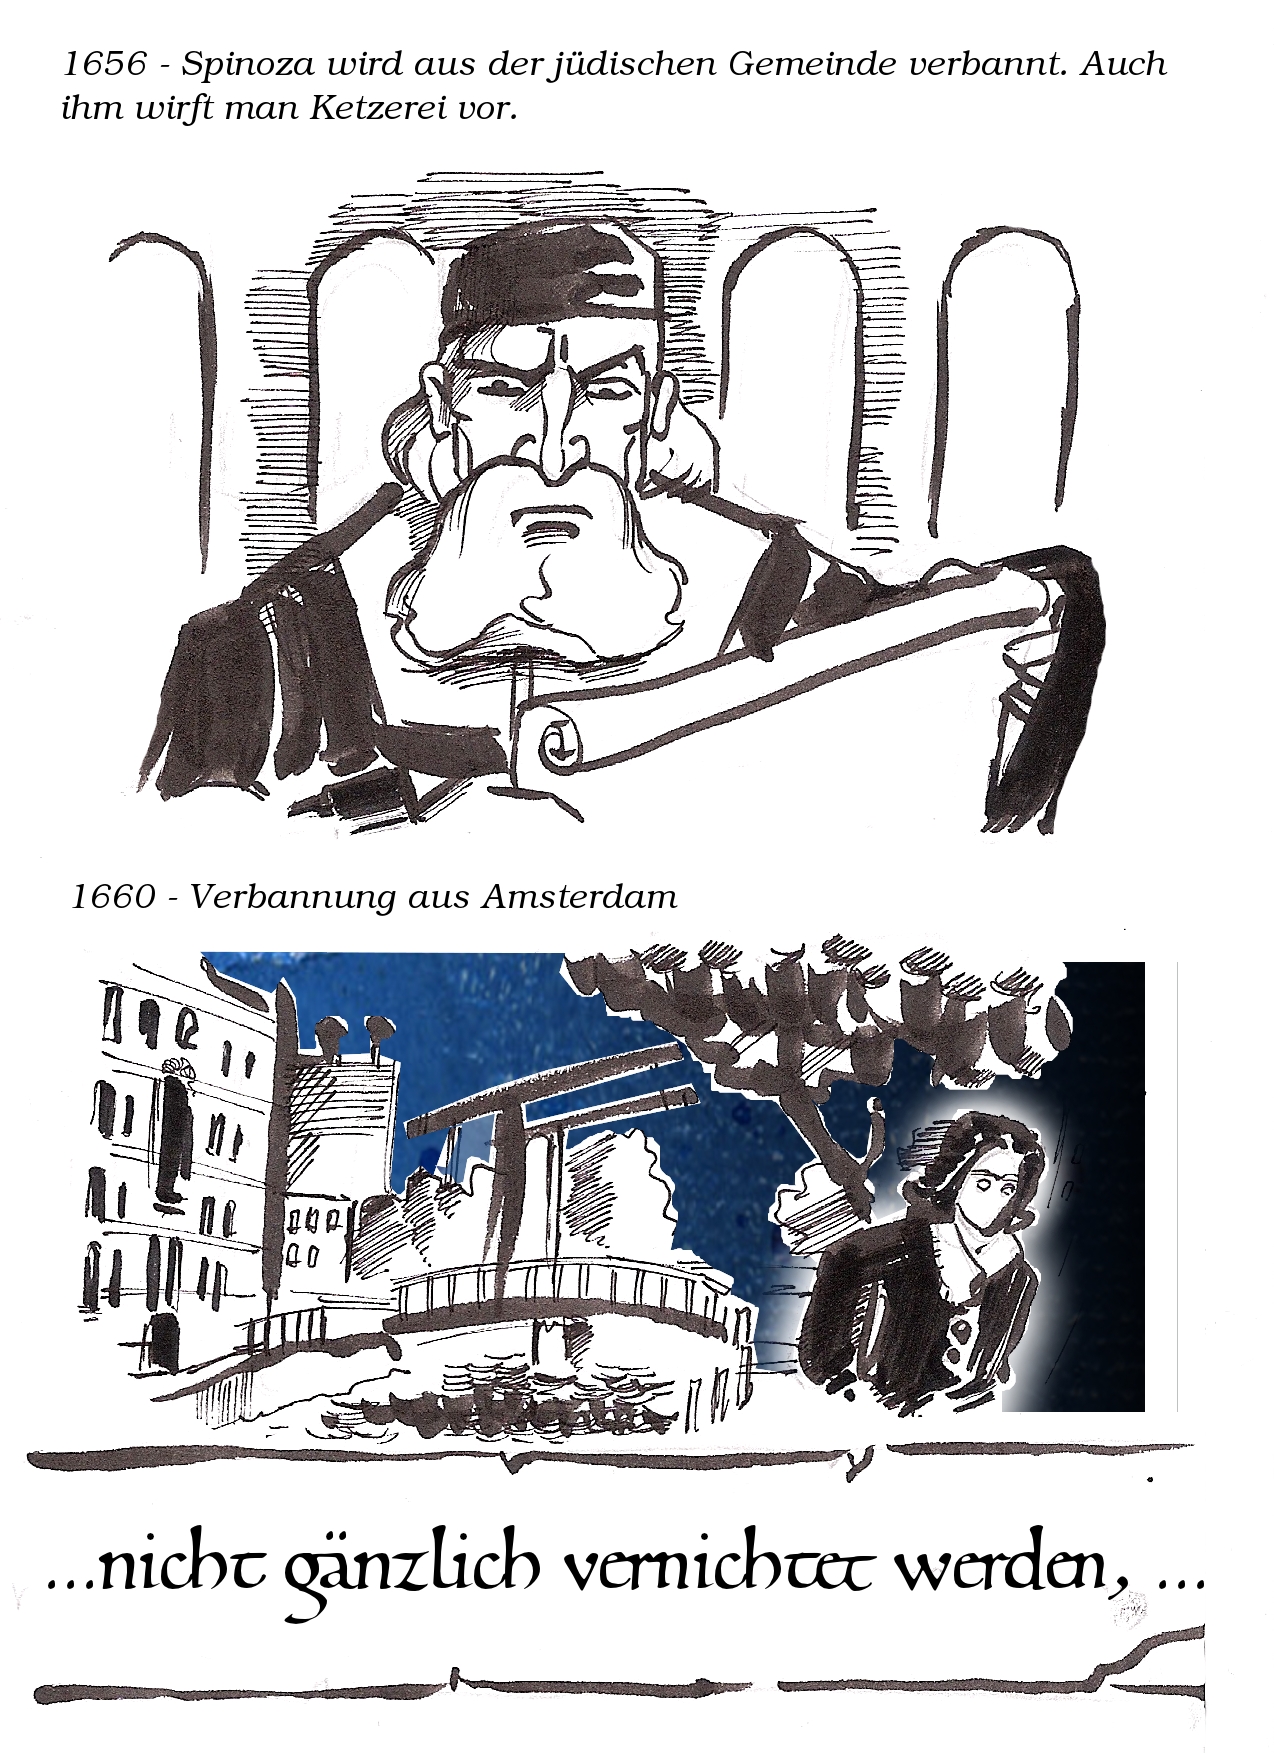 1656 - Spinoza wird aus der jüdischen Gemeinde verbannt. Auch
ihm wirft man Ketzerei vor.
1660 - Verbannung aus Amsterdam
...nicht gänzlich vernichtet werden, ...